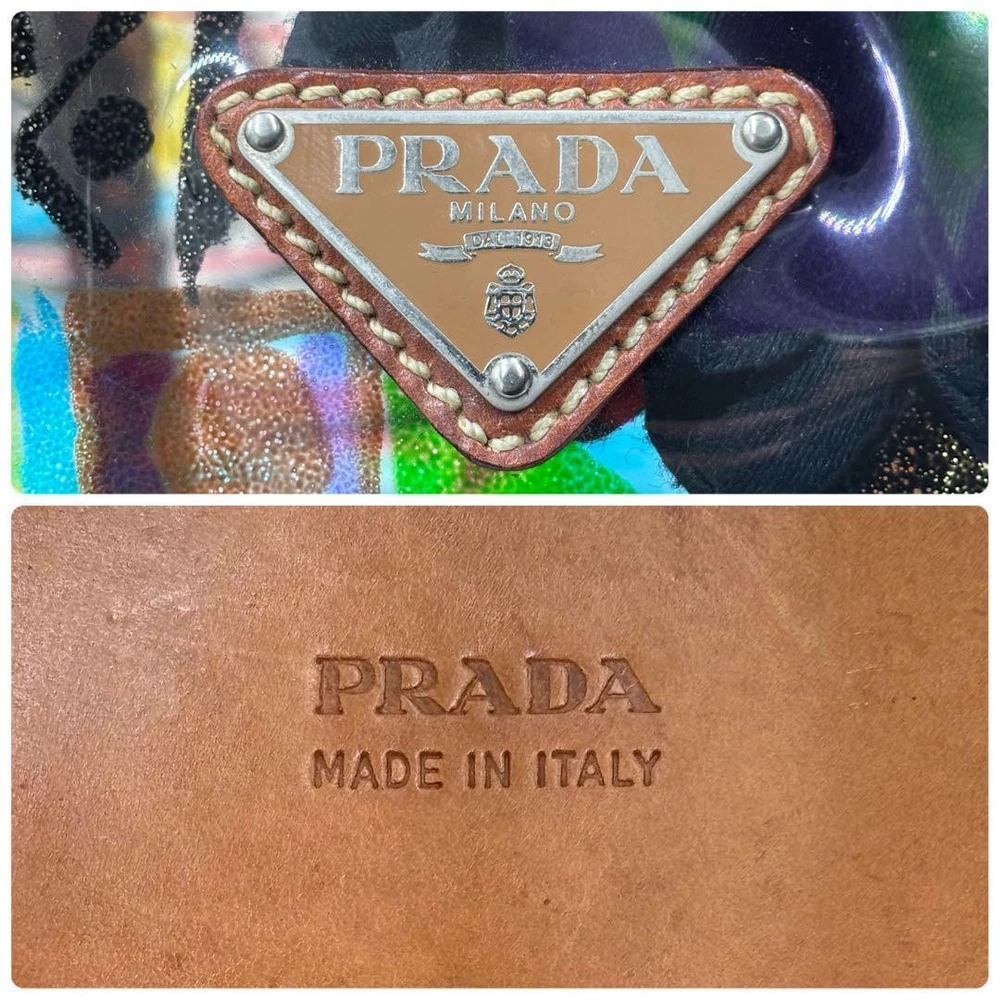 PRADA
MILANO
DAL 1913
PRADA
MADE IN ITALY